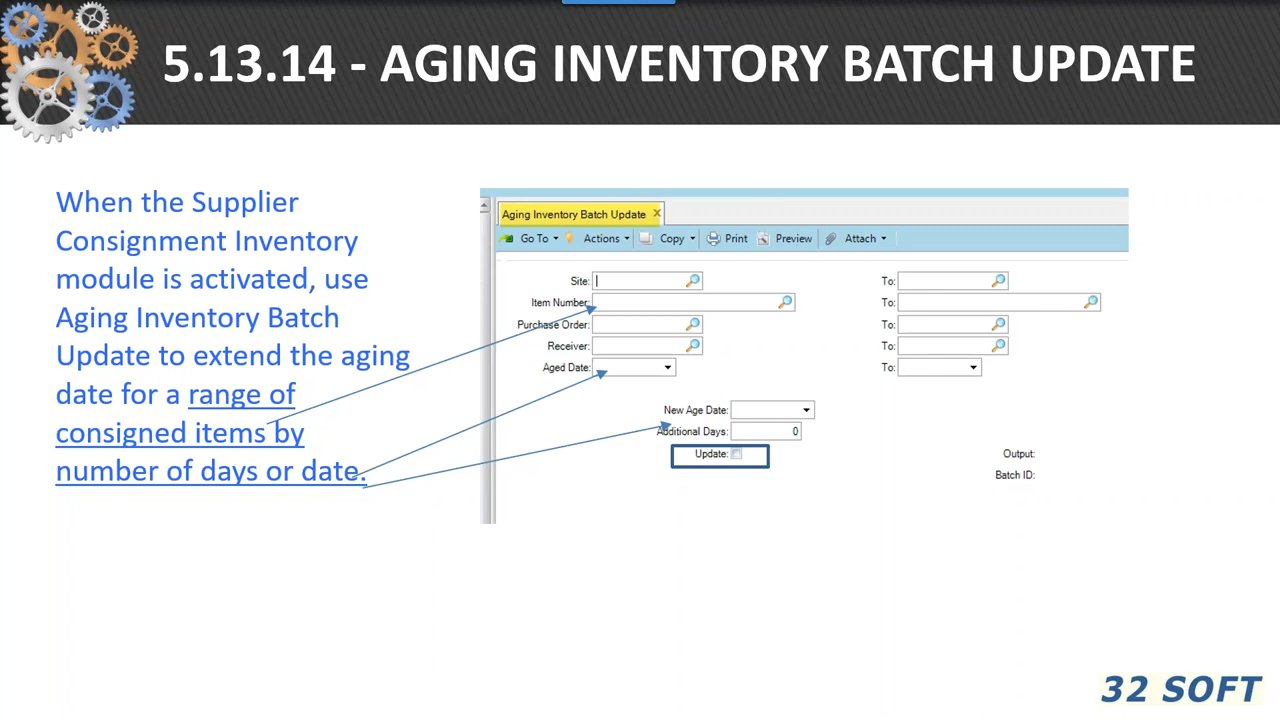 5.13.14 - AGING INVENTORY BATCH UPDATE
When the Supplier
Consignment Inventory
module is activated, use
Aging Inventory Batch
Update to extend the aging
date for a range of
consigned items by
number of days or date.
Aging Inventory Batch Update
Go To Actions Copy Print Preview Attach
Site: To:
Item Number: To:
Purchase Order: To:
Receiver: To:
Aged Date: To:
New Age Date:
Additional Days: 0
Update: Output:
Batch ID:
32 SOFT